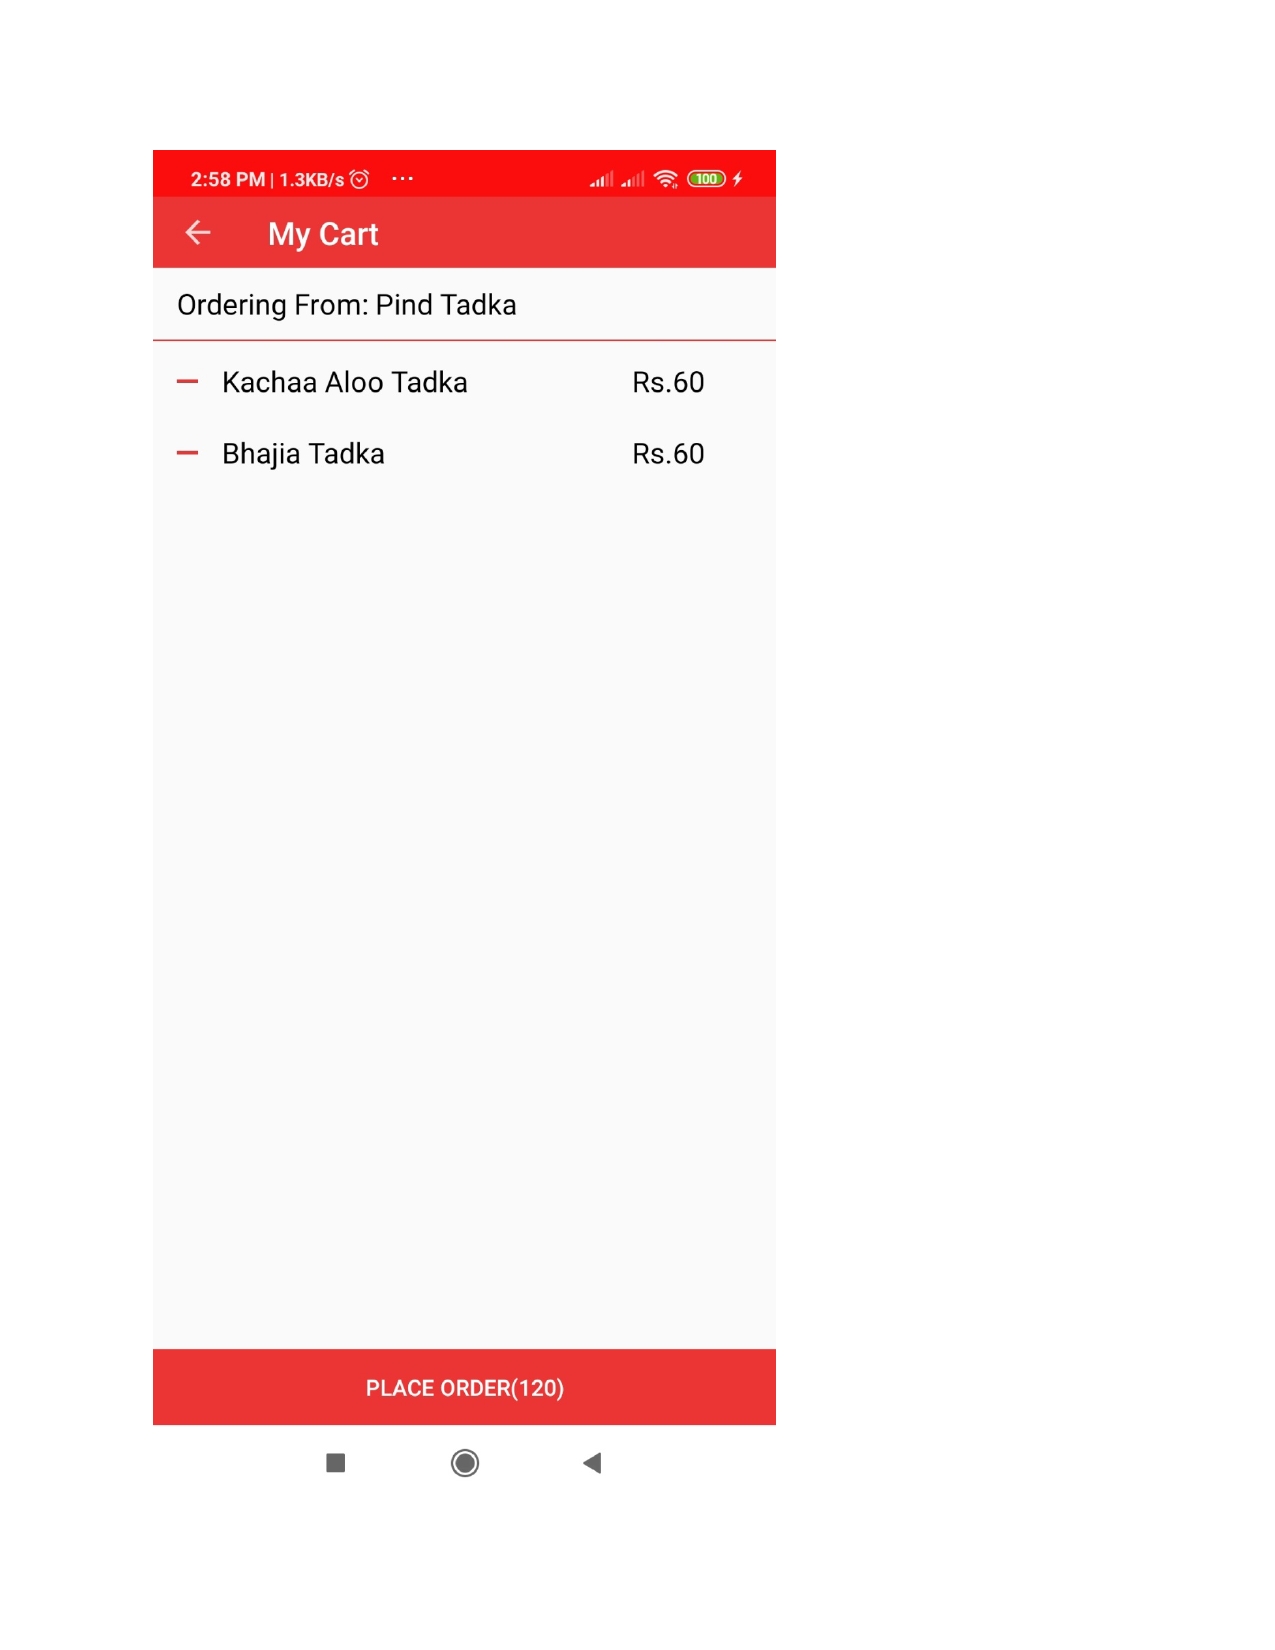 2:58 PM | 1.3KB/s ... 100
My Cart
Ordering From: Pind Tadka
Kachaa Aloo Tadka Rs.60
Bhajia Tadka Rs.60
PLACE ORDER(120)